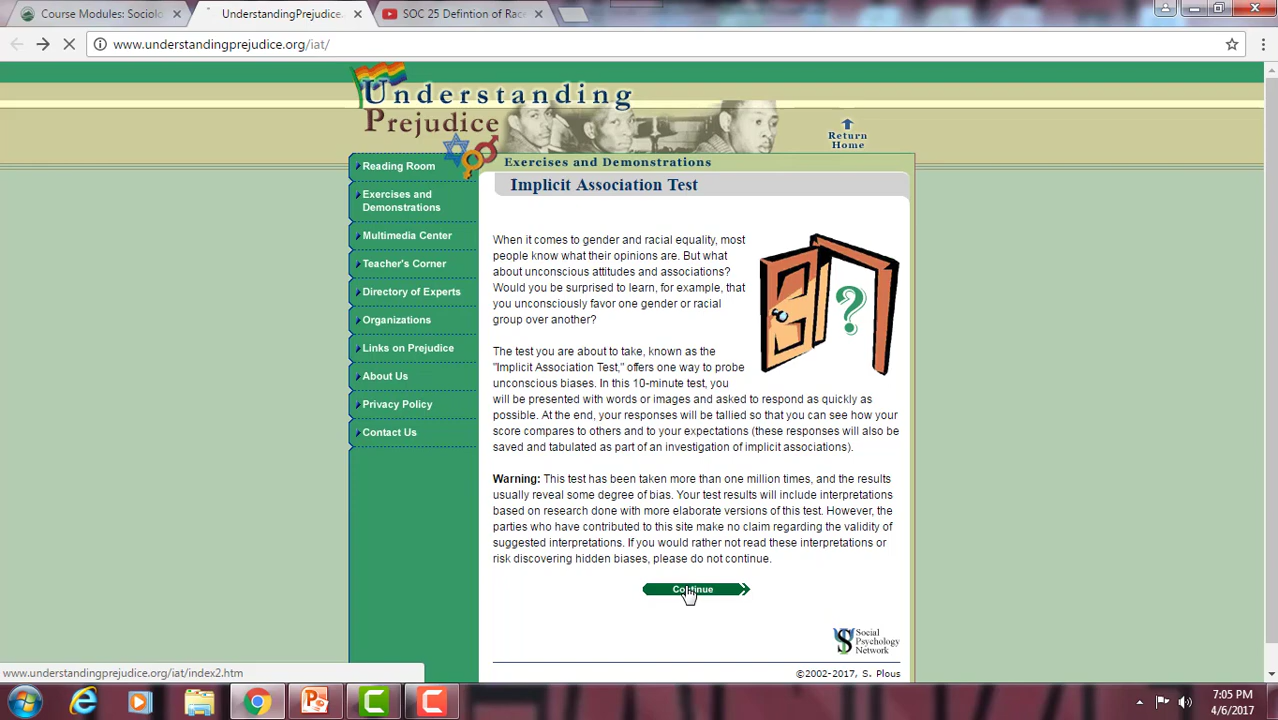 Course Modules: Sociolo
UnderstandingPrejudice.
SOC 25 Defintion of Race
www.understandingprejudice.org/iat/
Understanding
Prejudice
Return
Home
Reading Room
Exercises and
Demonstrations
Multimedia Center
Teacher's Corner
Directory of Experts
Organizations
Links on Prejudice
About Us
Privacy Policy
Contact Us
Exercises and Demonstrations
Implicit Association Test
When it comes to gender and racial equality, most
people know what their opinions are. But what
about unconscious attitudes and associations?
Would you be surprised to learn, for example, that
you unconsciously favor one gender or racial
group over another?
?
The test you are about to take, known as the
"Implicit Association Test," offers one way to probe
unconscious biases. In this 10-minute test, you
will be presented with words or images and asked to respond as quickly as
possible. At the end, your responses will be tallied so that you can see how your
score compares to others and to your expectations (these responses will also be
saved and tabulated as part of an investigation of implicit associations).
Warning: This test has been taken more than one million times, and the results
usually reveal some degree of bias. Your test results will include interpretations
based on research done with more elaborate versions of this test. However, the
parties who have contributed to this site make no claim regarding the validity of
suggested interpretations. If you would rather not read these interpretations or
risk discovering hidden biases, please do not continue.
Continue
Social
Psychology
Network
©2002-2017, S. Plous
www.understandingprejudice.org/iat/index2.htm
7:05 PM
4/6/2017